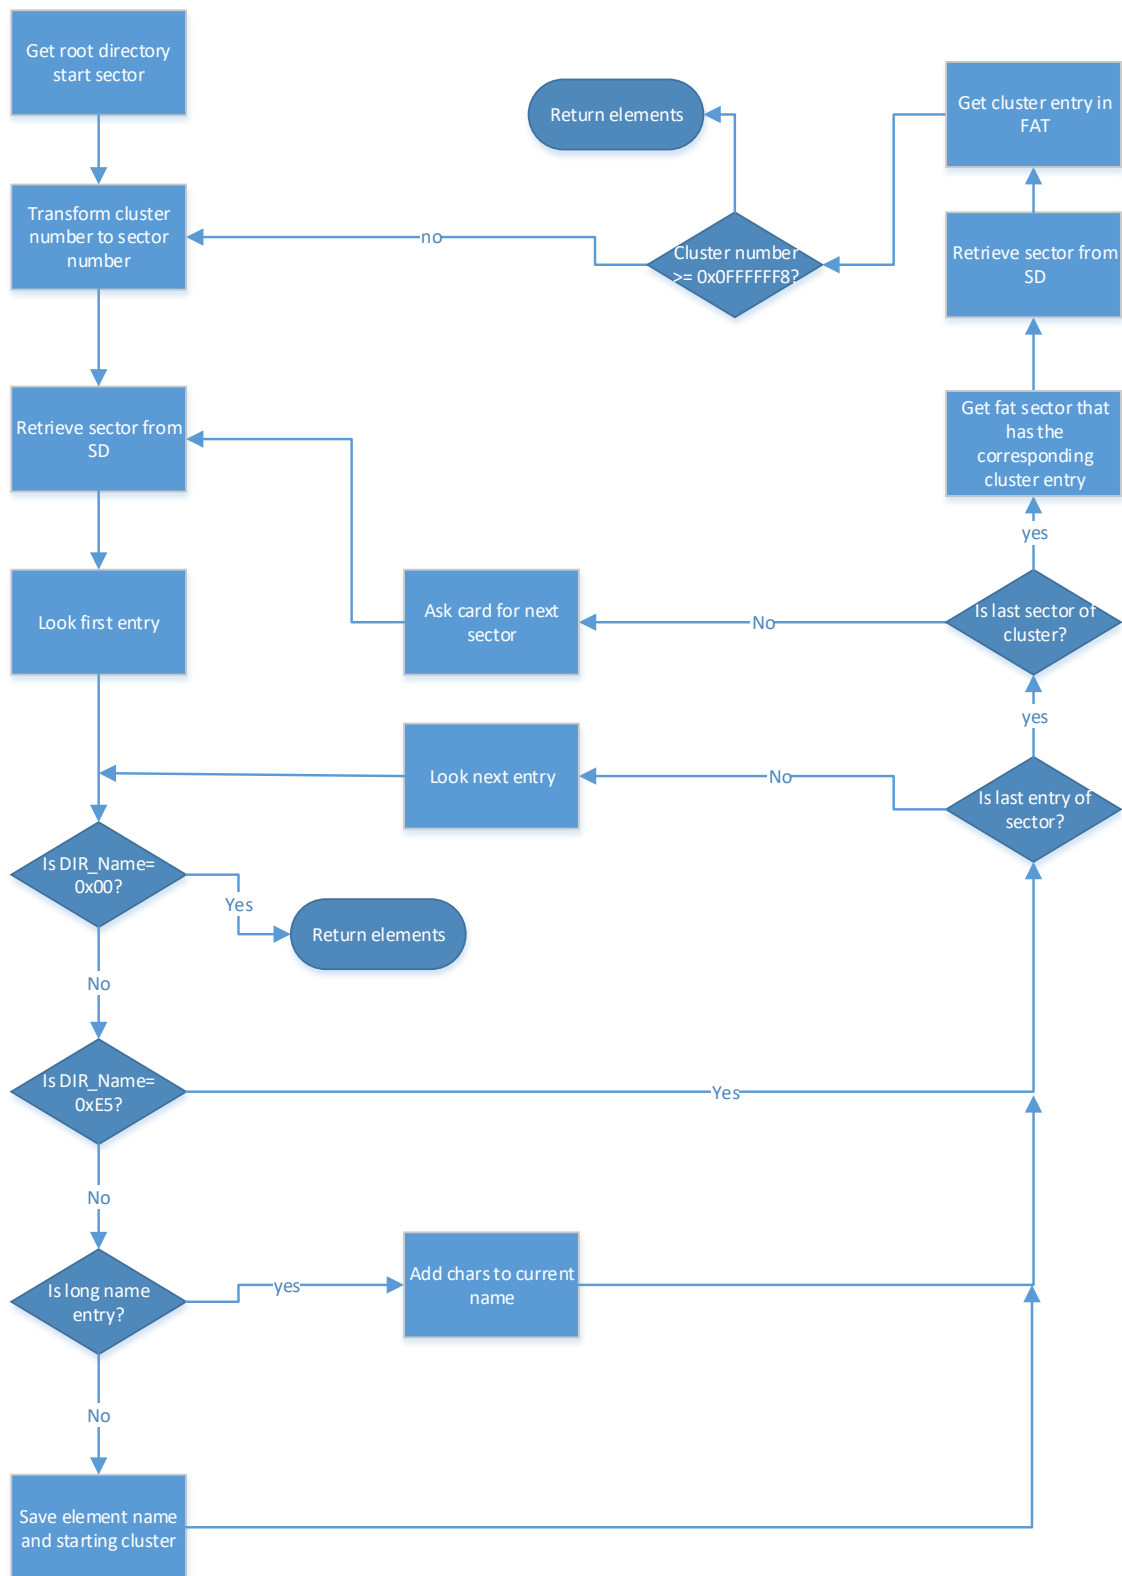 Get root directory
start sector
Return elements
Get cluster entry in
FAT
Transform cluster
number to sector
number
no
Cluster number
>= 0x0FFFFFF8?
Retrieve sector from
SD
Retrieve sector from
SD
Get fat sector that
has the
corresponding
cluster entry
yes
Look first entry
Ask card for next
sector
No
Is last sector of
cluster?
yes
Look next entry
No
Is last entry of
sector?
Is DIR_Name=
0x00?
Yes
Return elements
No
Is DIR_Name=
0xE5?
Yes
No
Is long name
entry?
yes
Add chars to current
name
No
Save element name
and starting cluster